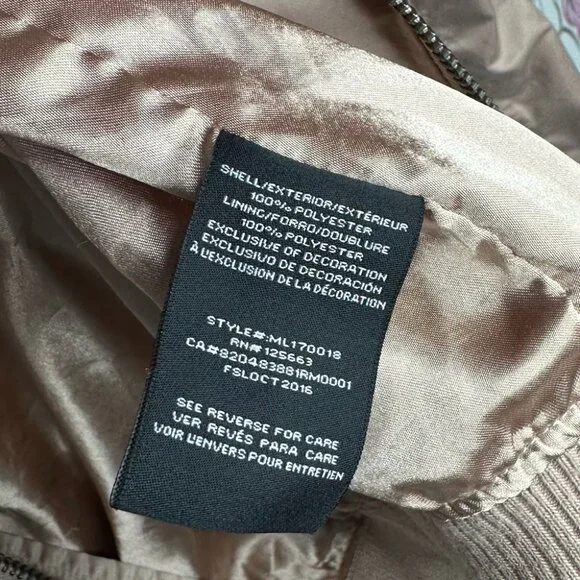 SHELL/EXTERIOR/EXTÉRIEUR
100% POLYESTER
LINING/FORRO/DOUBLURE
100% POLYESTER
EXCLUSIVE OF DECORATION
EXCLUSIVO DE DECORACIÓN
À L'EXCLUSION DE LA DÉCORATION
STYLE#:ML170018
RN# 125663
CA#820483881RM0001
FSLOCT2016
SEE REVERSE FOR CARE
VER REVÉS PARA CARE
VOIR L'ENVERS POUR ENTRETIEN